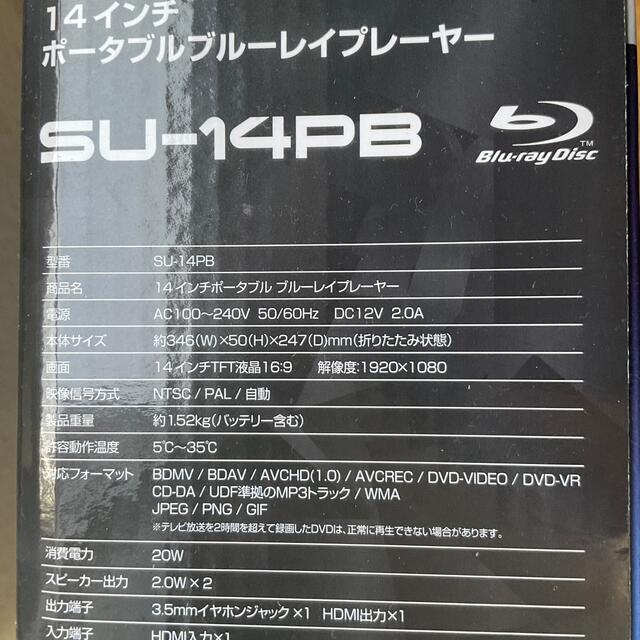 14インチ
ポータブルブルーレイプレーヤー
SU-14PB
Blu-ray Disc TM
型番 SU-14PB
商品名 14インチポータブル ブルーレイプレーヤー
電源 AC100～240V 50/60Hz DC12V 2.0A
本体サイズ 約346(W)×50(H)×247(D)mm(折りたたみ状態)
画面 14インチTFT液晶16:9 解像度:1920×1080
映像信号方式 NTSC / PAL / 自動
製品重量 約1.52kg(バッテリー含む)
許容動作温度 5℃～35℃
対応フォーマット BDMV / BDAV / AVCHD(1.0) / AVCREC / DVD-VIDEO / DVD-VR
CD-DA / UDF準拠のMP3トラック / WMA
JPEG / PNG / GIF
※テレビ放送を2時間を超えて録画したDVDは、正常に再生できない場合があります。
消費電力 20W
スピーカー出力 2.0W×2
出力端子 3.5mmイヤホンジャック×1 HDMI出力×1
入力端子 HDMI入力×1